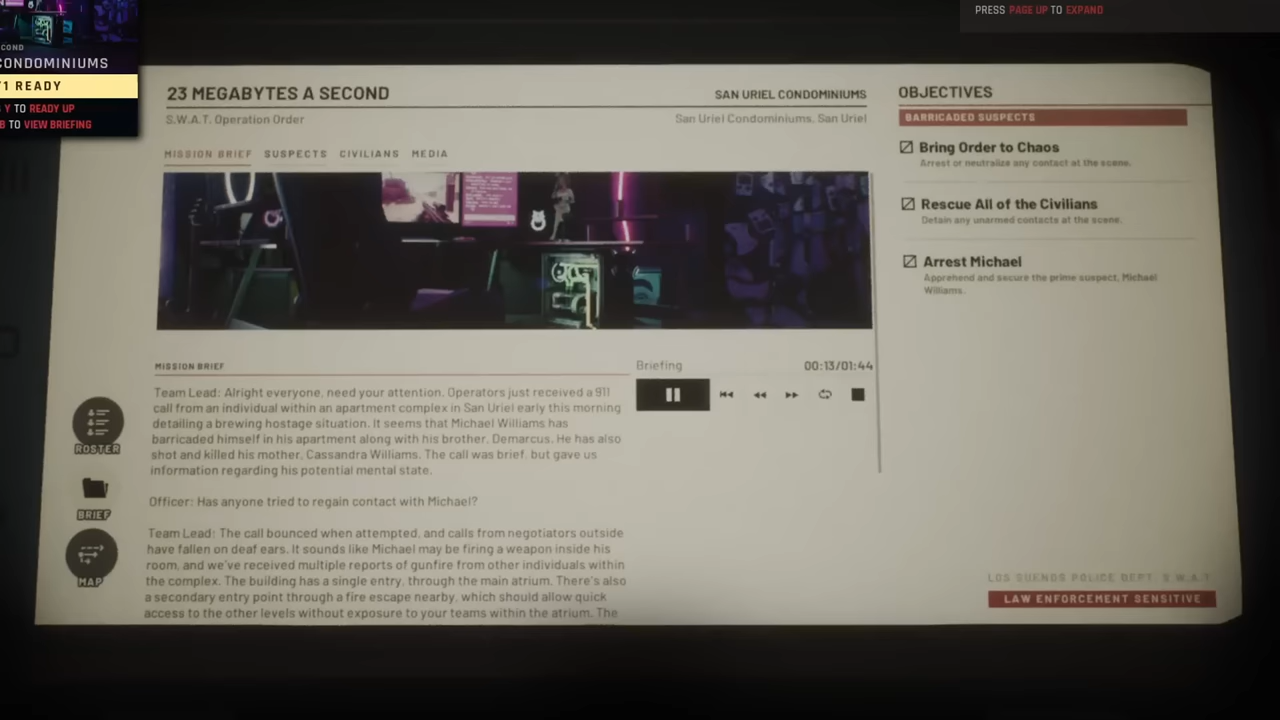 PRESS PAGE UP TO EXPAND
COND
CONDOMINIUMS
1 READY
Y TO READY UP
B TO VIEW BRIEFING
23 MEGABYTES A SECOND
SAN URIEL CONDOMINIUMS
S.W.A.T. Operation Order
San Uriel Condominiums, San Uriel
MISSION BRIEF SUSPECTS CIVILIANS MEDIA
MISSION BRIEF
Team Lead: Alright everyone, need your attention. Operators just received a 911
call from an individual within an apartment complex in San Uriel early this morning
detailing a brewing hostage situation. It seems that Michael Williams has
barricaded himself in his apartment along with his brother, Demarcus. He has also
shot and killed his mother, Cassandra Williams. The call was brief, but gave us
information regarding his potential mental state.
Officer: Has anyone tried to regain contact with Michael?
Team Lead: The call bounced when attempted, and calls from negotiators outside
have fallen on deaf ears. It sounds like Michael may be firing a weapon inside his
room, and we've received multiple reports of gunfire from other individuals within
the complex. The building has a single entry, through the main atrium. There's also
a secondary entry point through a fire escape nearby, which should allow quick
access to the other levels without exposure to your teams within the atrium. The
Briefing 00:13/01:44
ROSTER
BRIEF
MAP
OBJECTIVES
BARRICADED SUSPECTS
Bring Order to Chaos
Arrest or neutralize any contact at the scene.
Rescue All of the Civilians
Detain any unarmed contacts at the scene.
Arrest Michael
Apprehend and secure the prime suspect, Michael
Williams.
LOS SUENOS POLICE DEPT. S.W.A.T
LAW ENFORCEMENT SENSITIVE